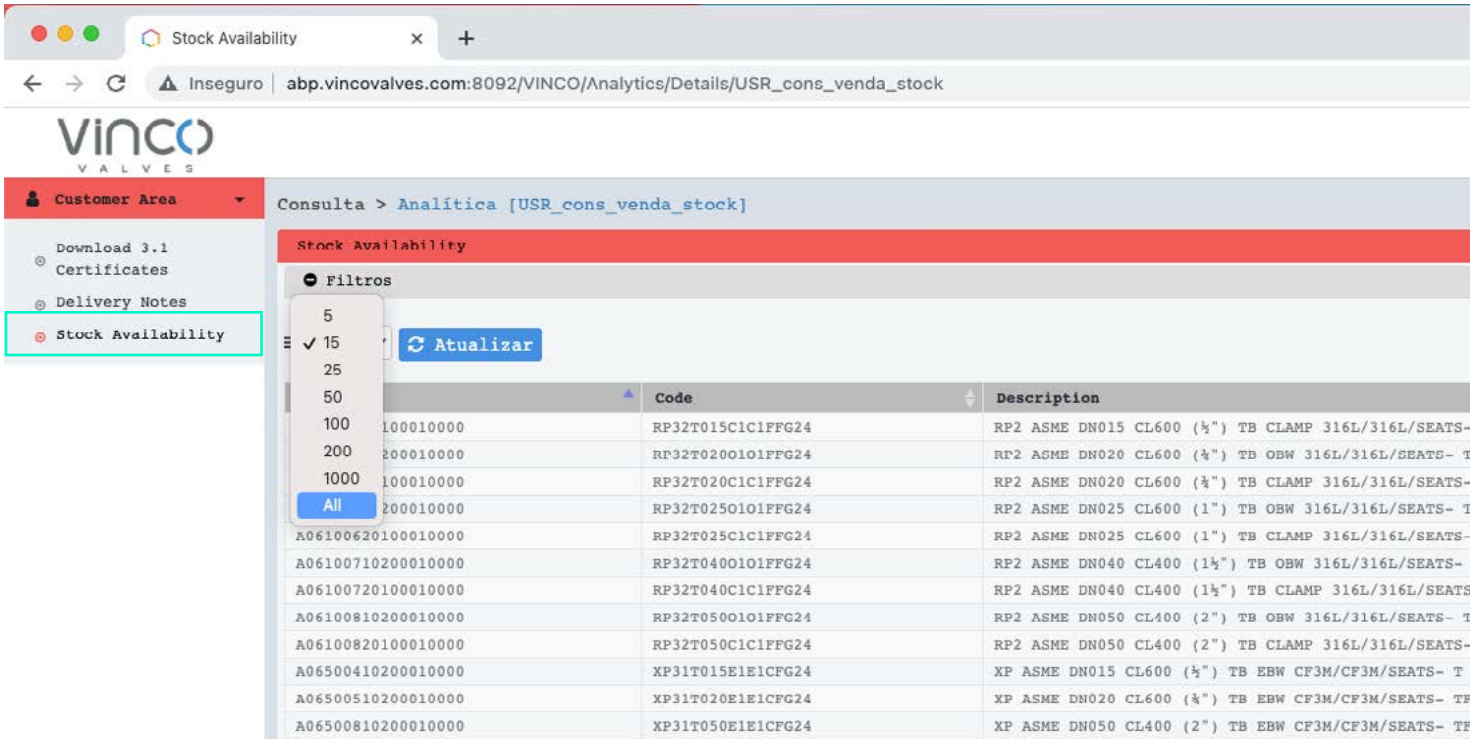 Stock Availability
Inseguro abp.vincovalves.com:8092/VINCO/Analytics/Details/USR_cons_venda_stock
VINCO
VALVES
Customer Area
Consulta > Analítica [USR_cons_venda_stock]
Download 3.1
Certificates
Delivery Notes
Stock Availability
Stock Availability
Filtros
5
15
25
50
100
200
1000
All
Atualizar
Code Description
100010000 RP32T015C1C1FFG24 RP2 ASME DN015 CL600 (½") TB CLAMP 316L/316L/SEATS-
200010000 RP32T020O1O1FFG24 RP2 ASME DN020 CL600 (¾") TB OBW 316L/316L/SEATS- T
100010000 RP32T020C1C1FFG24 RP2 ASME DN020 CL600 (¾") TB CLAMP 316L/316L/SEATS-
200010000 RP32T025O1O1FFG24 RP2 ASME DN025 CL600 (1") TB OBW 316L/316L/SEATS- T
A06100620100010000 RP32T025C1C1FFG24 RP2 ASME DN025 CL600 (1") TB CLAMP 316L/316L/SEATS-
A06100710200010000 RP32T040O1O1FFG24 RP2 ASME DN040 CL400 (1½") TB OBW 316L/316L/SEATS-
A06100720100010000 RP32T040C1C1FFG24 RP2 ASME DN040 CL400 (1½") TB CLAMP 316L/316L/SEATS
A06100810200010000 RP32T050O1O1FFG24 RP2 ASME DN050 CL400 (2") TB OBW 316L/316L/SEATS- T
A06100820100010000 RP32T050C1C1FFG24 RP2 ASME DN050 CL400 (2") TB CLAMP 316L/316L/SEATS-
A06500410200010000 XP31T015E1E1CFG24 XP ASME DN015 CL600 (½") TB EBW CF3M/CF3M/SEATS- T
A06500510200010000 XP31T020E1E1CFG24 XP ASME DN020 CL600 (¾") TB EBW CF3M/CF3M/SEATS- TF
A06500810200010000 XP31T050E1E1CFG24 XP ASME DN050 CL400 (2") TB EBW CF3M/CF3M/SEATS- TF